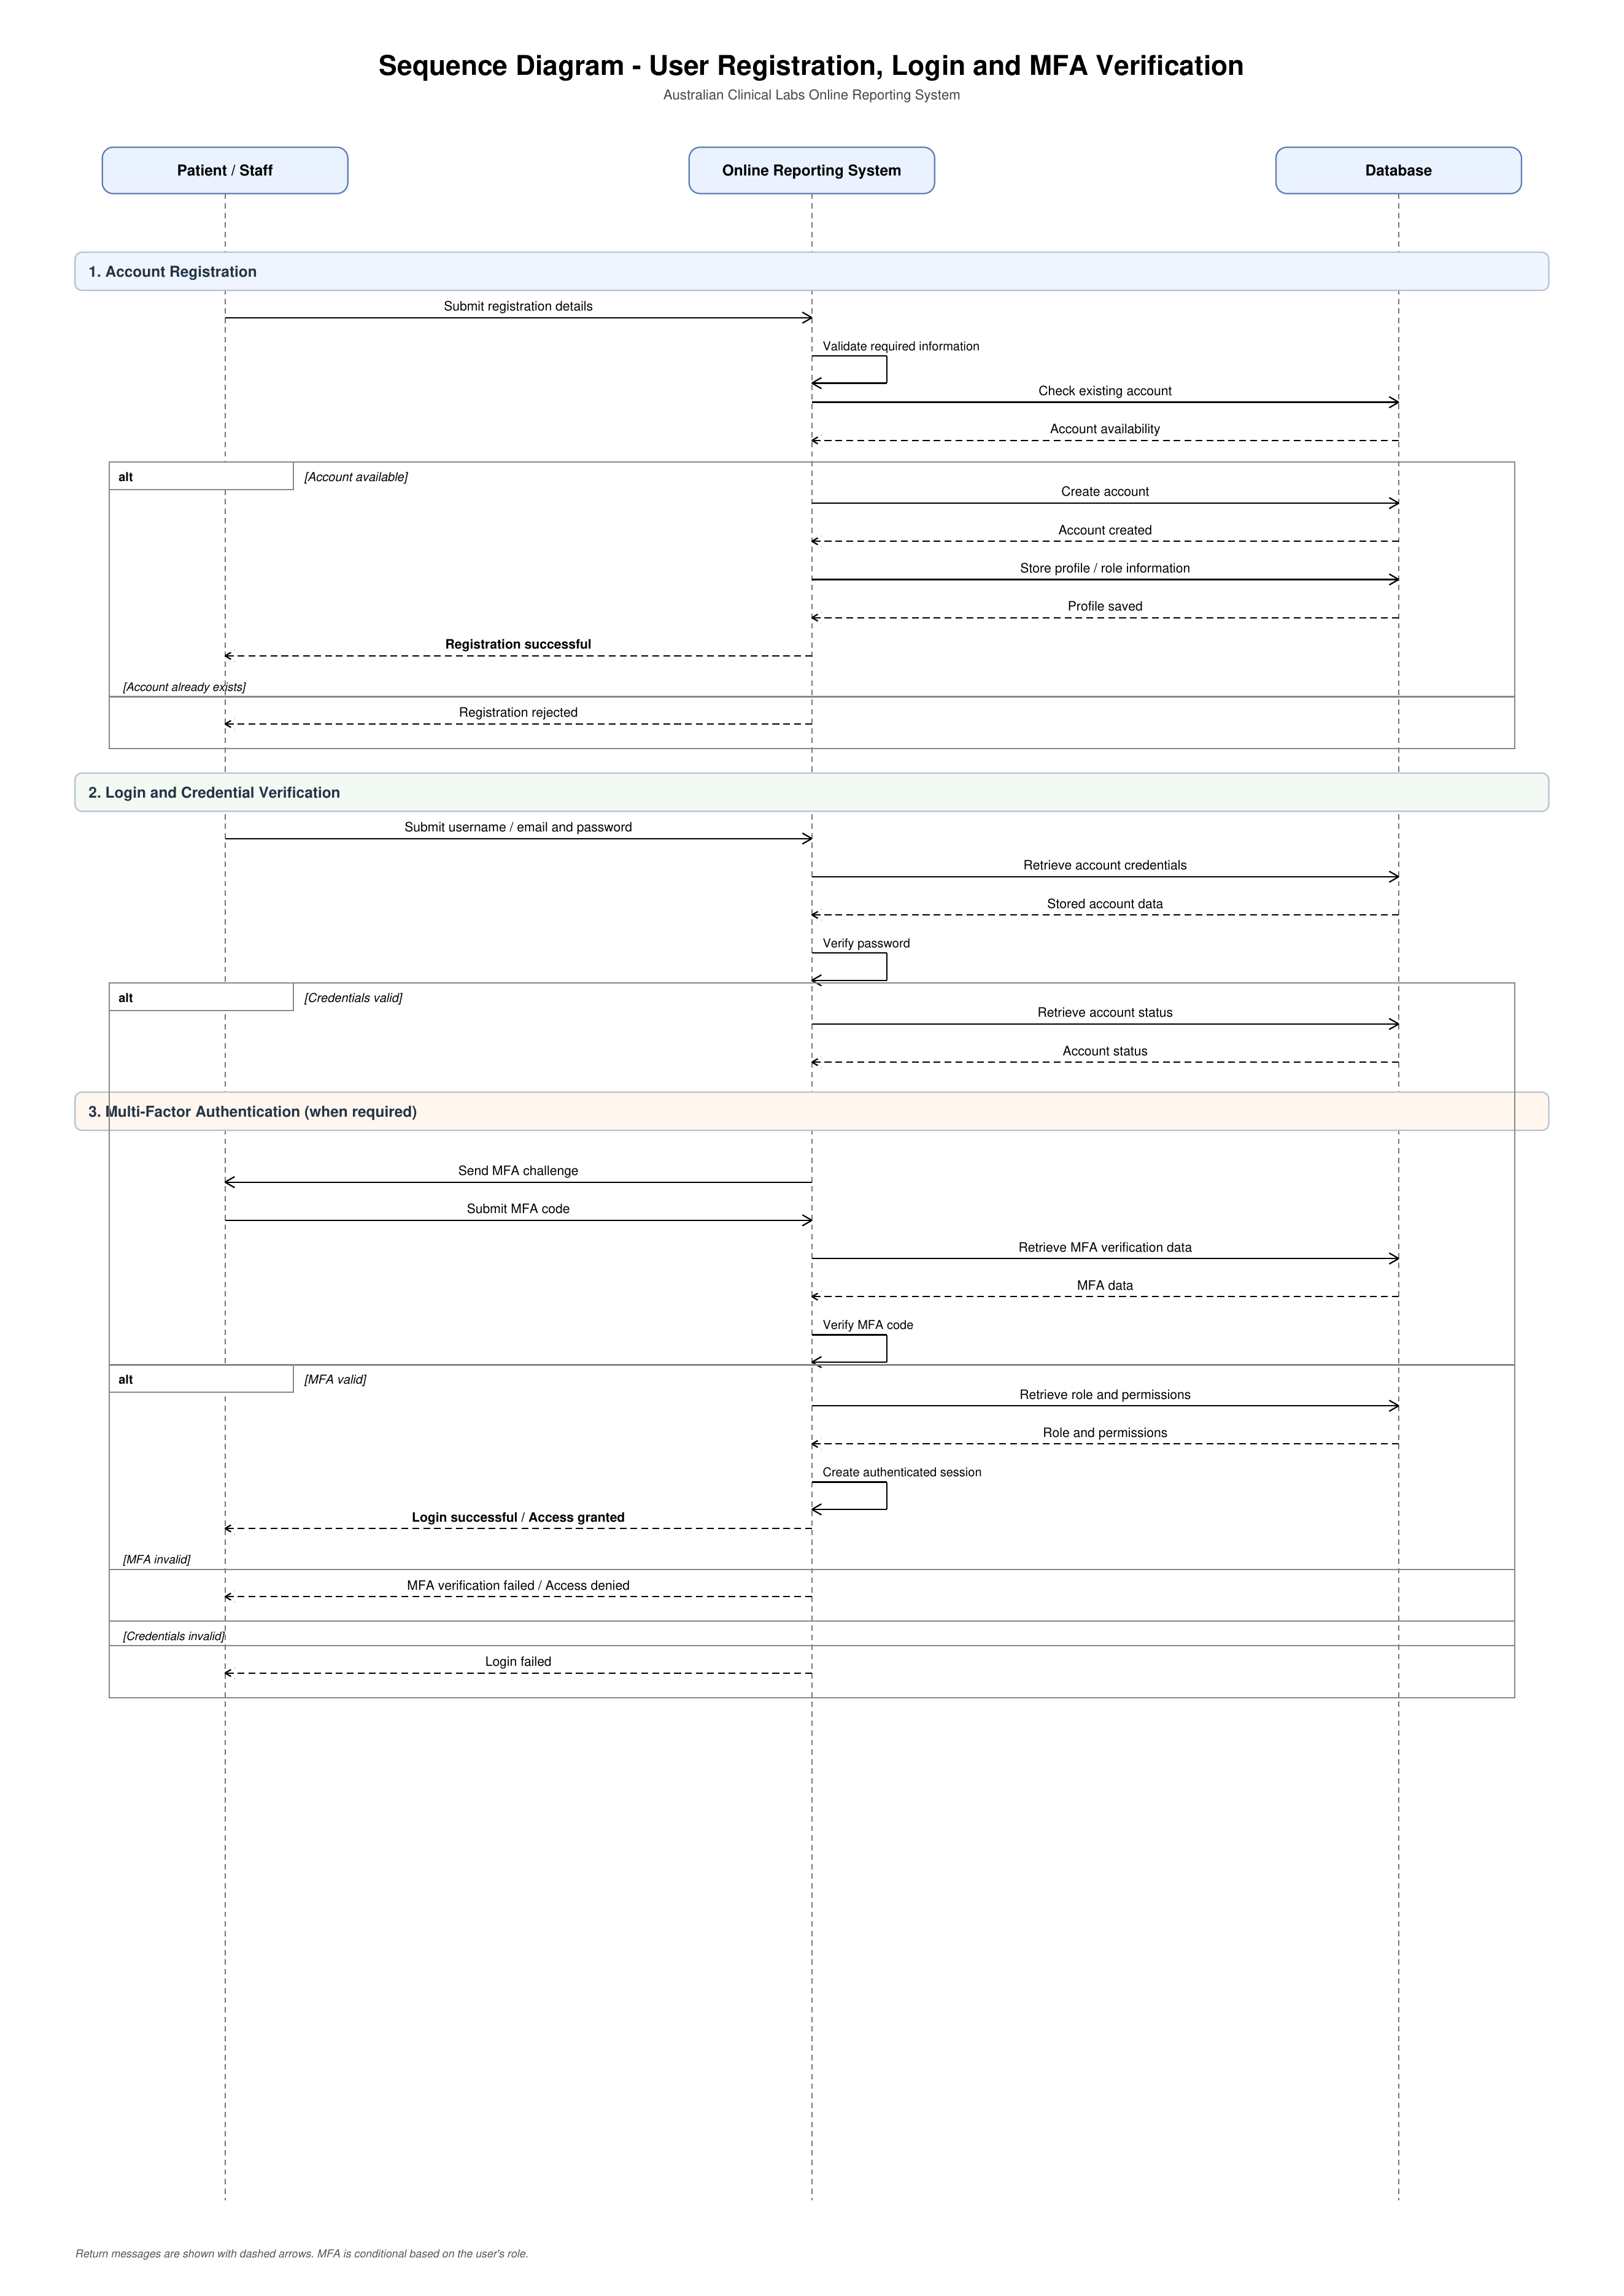 Sequence Diagram - User Registration, Login and MFA Verification
Australian Clinical Labs Online Reporting System
Patient / Staff
Online Reporting System
Database
1. Account Registration
Submit registration details
Validate required information
Check existing account
Account availability
alt
[Account available]
Create account
Account created
Store profile / role information
Profile saved
Registration successful
[Account already exists]
Registration rejected
2. Login and Credential Verification
Submit username / email and password
Retrieve account credentials
Stored account data
Verify password
alt
[Credentials valid]
Retrieve account status
Account status
3. Multi-Factor Authentication (when required)
Send MFA challenge
Submit MFA code
Retrieve MFA verification data
MFA data
Verify MFA code
alt
[MFA valid]
Retrieve role and permissions
Role and permissions
Create authenticated session
Login successful / Access granted
[MFA invalid]
MFA verification failed / Access denied
[Credentials invalid]
Login failed
Return messages are shown with dashed arrows. MFA is conditional based on the user's role.